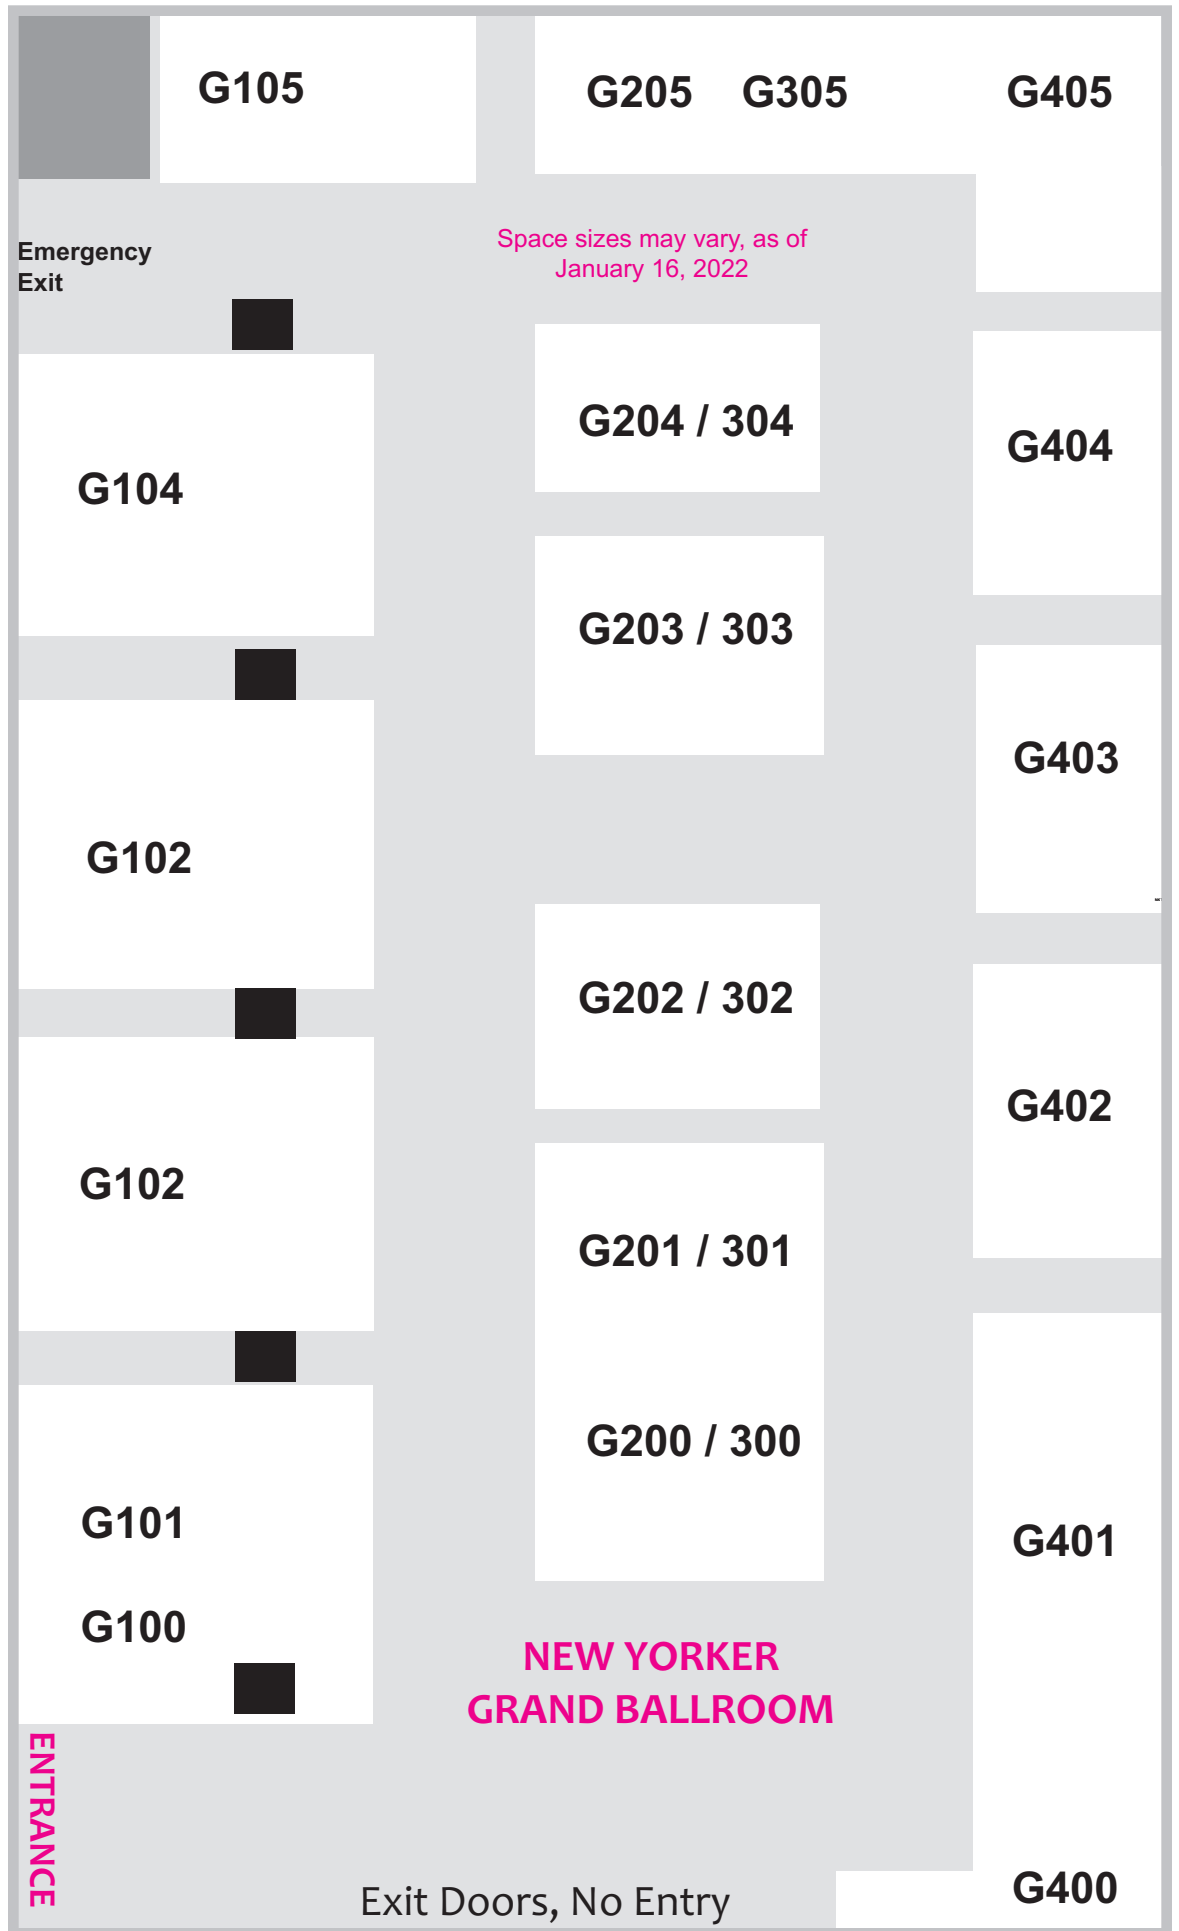 G105
G205 G305 G405
Emergency
Exit
Space sizes may vary, as of
January 16, 2022
G204 / 304
G404
G104
G203 / 303
G403
G102
G202 / 302
G402
G102
G201 / 301
G200 / 300
G101
G401
G100
NEW YORKER
GRAND BALLROOM
ENTRANCE
Exit Doors, No Entry
G400